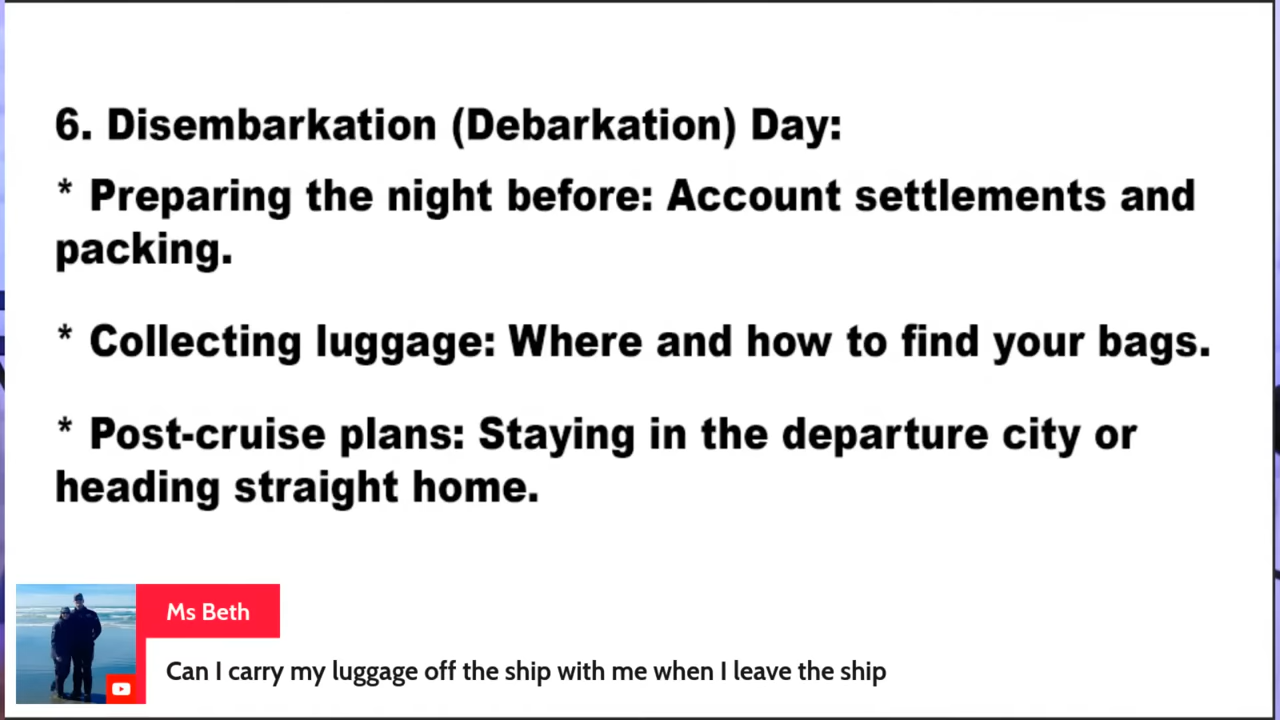 6. Disembarkation (Debarkation) Day:
* Preparing the night before: Account settlements and
packing.
* Collecting luggage: Where and how to find your bags.
* Post-cruise plans: Staying in the departure city or
heading straight home.
Ms Beth
Can I carry my luggage off the ship with me when I leave the ship